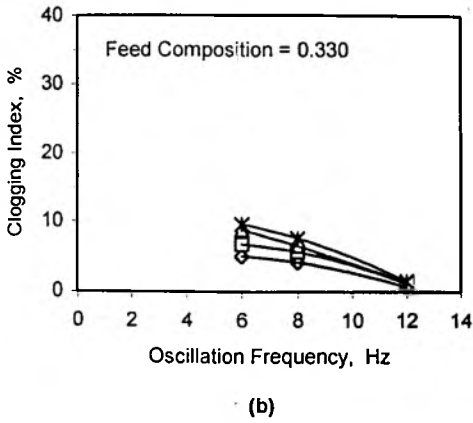 40
Feed Composition = 0.330
30
20
10
0
Clogging Index, %
0 2 4 6 8 10 12 14
Oscillation Frequency, Hz
(b)